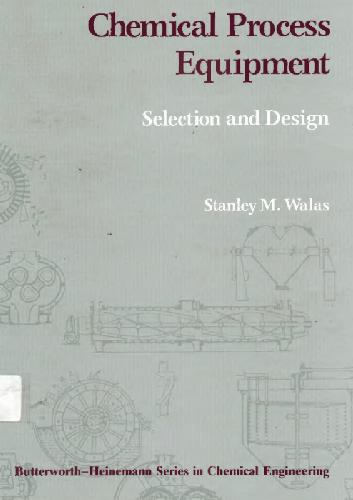 Chemical Process
Equipment
Selection and Design
Stanley M. Walas
Butterworth–Heinemann Series in Chemical Engineering